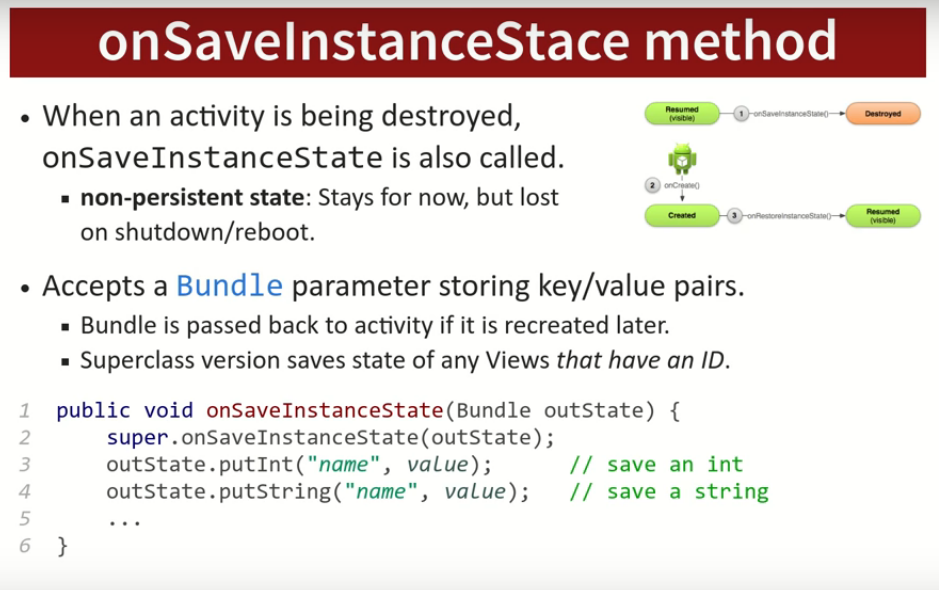 onSaveInstanceStace method
• When an activity is being destroyed,
onSaveInstanceState is also called.
▪ non-persistent state: Stays for now, but lost
on shutdown/reboot.
Resumed
(visible)
1
onSaveInstanceState()
Destroyed
2
onCreate()
Created
3
onRestoreInstanceState()
Resumed
(visible)
• Accepts a Bundle parameter storing key/value pairs.
▪ Bundle is passed back to activity if it is recreated later.
▪ Superclass version saves state of any Views that have an ID.
1 public void onSaveInstanceState(Bundle outState) {
2 super.onSaveInstanceState(outState);
3 outState.putInt("name", value); // save an int
4 outState.putString("name", value); // save a string
5 ...
6 }